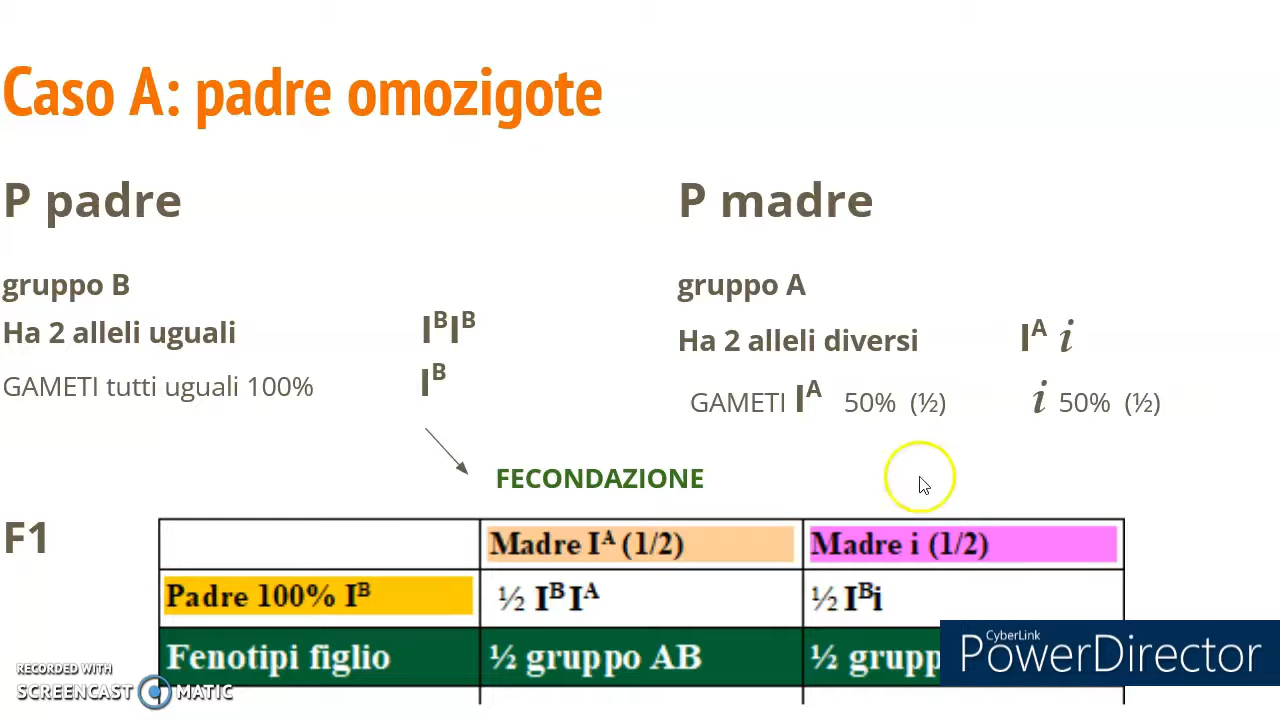 Caso A: padre omozigote
P padre
P madre
gruppo B
gruppo A
Ha 2 alleli uguali IᴮIᴮ
Ha 2 alleli diversi Iᴬ i
GAMETI tutti uguali 100% Iᴮ
GAMETI Iᴬ 50% (½) i 50% (½)
FECONDAZIONE
F1
Madre Iᴬ (1/2)
Madre i (1/2)
Padre 100% Iᴮ
½ Iᴮ Iᴬ
½ Iᴮi
Fenotipi figlio
½ gruppo AB
½
CyberLink
PowerDirector
RECORDED WITH
SCREENCAST MATIC